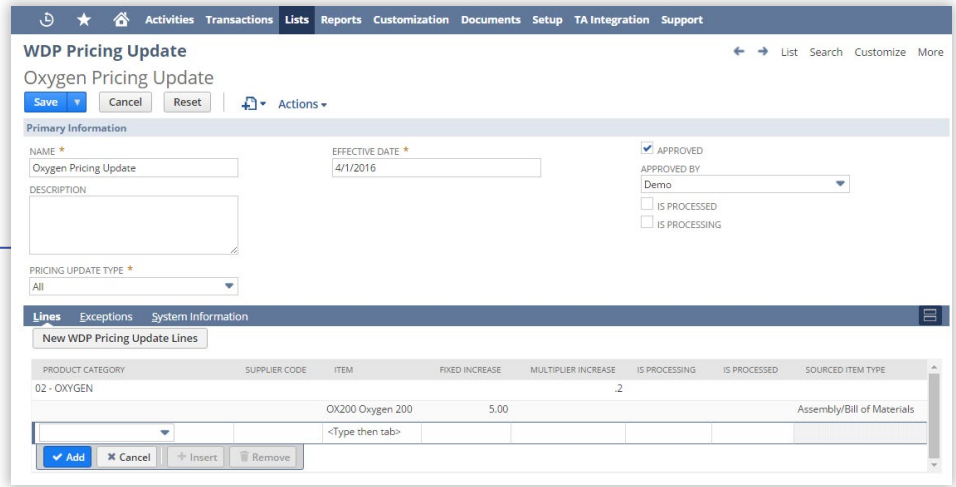 Activities Transactions Lists Reports Customization Documents Setup TA Integration Support
WDP Pricing Update
List Search Customize More
Oxygen Pricing Update
Save Cancel Reset Actions
Primary Information
NAME *
Oxygen Pricing Update
DESCRIPTION
PRICING UPDATE TYPE *
All
EFFECTIVE DATE *
4/1/2016
APPROVED
APPROVED BY
Demo
IS PROCESSED
IS PROCESSING
Lines Exceptions System Information
New WDP Pricing Update Lines
PRODUCT CATEGORY SUPPLIER CODE ITEM FIXED INCREASE MULTIPLIER INCREASE IS PROCESSING IS PROCESSED SOURCED ITEM TYPE
02 - OXYGEN .2
OX200 Oxygen 200 5.00 Assembly/Bill of Materials
<Type then tab>
Add Cancel Insert Remove